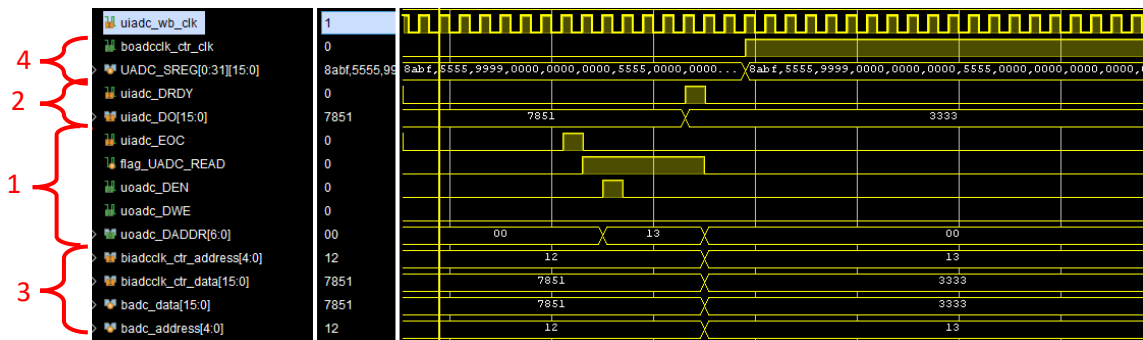 uiadc_wb_clk 1
4 boadcclk_ctr_clk 0
UADC_SREG[0:31][15:0] 8abf,5555,99 8abf,5555,9999,0000,0000,0000,5555,0000,0000... 8abf,5555,9999,0000,0000,0000,5555,0000,0000,0000,0
2 uiadc_DRDY 0
uiadc_DO[15:0] 7851 7851 3333
uiadc_EOC 0
flag_UADC_READ 0
1 uoadc_DEN 0
uoadc_DWE 0
uoadc_DADDR[6:0] 00 00 13 00
biadcclk_ctr_address[4:0] 12 12 13
3 biadcclk_ctr_data[15:0] 7851 7851 3333
badc_data[15:0] 7851 7851 3333
badc_address[4:0] 12 12 13